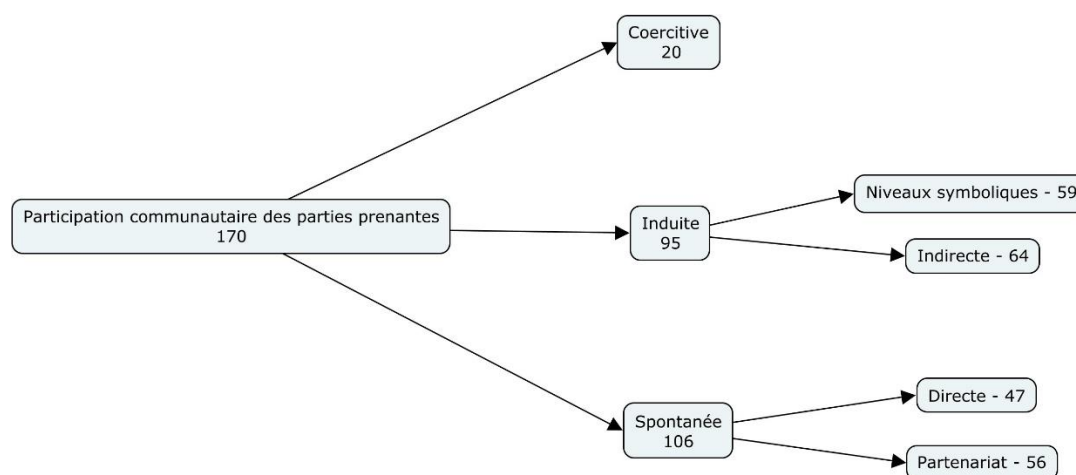 Coercitive
20
Participation communautaire des parties prenantes
170
Induite
95
Niveaux symboliques - 59
Indirecte - 64
Spontanée
106
Directe - 47
Partenariat - 56